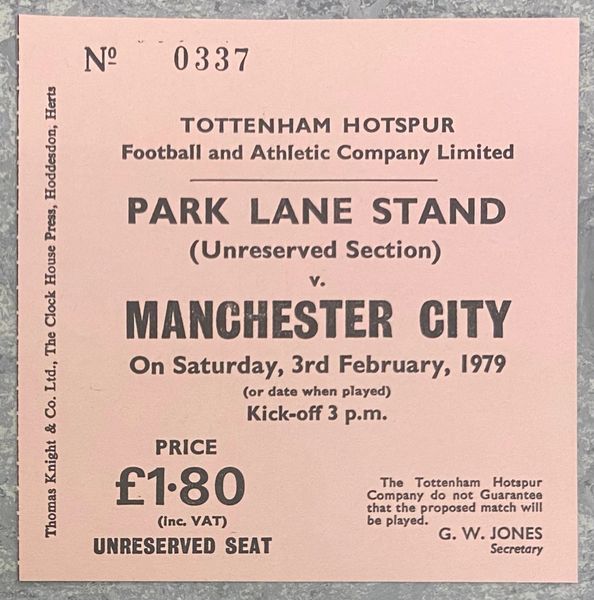 Nº 0337
TOTTENHAM HOTSPUR
Football and Athletic Company Limited
PARK LANE STAND
(Unreserved Section)
v.
MANCHESTER CITY
On Saturday, 3rd February, 1979
(or date when played)
Kick-off 3 p.m.
PRICE
£1·80
(inc. VAT)
UNRESERVED SEAT
The Tottenham Hotspur
Company do not Guarantee
that the proposed match will
be played.
G. W. JONES
Secretary
Thomas Knight & Co. Ltd., The Clock House Press, Hoddesdon, Herts